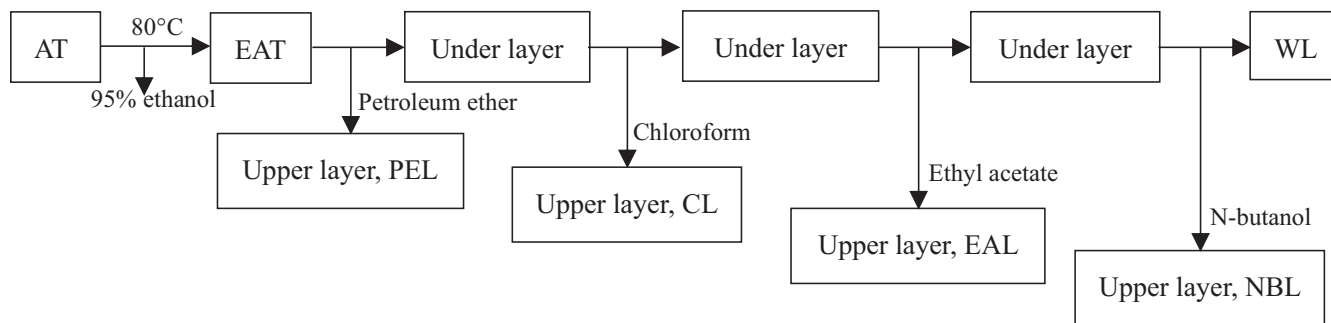 80°C
AT
EAT
Under layer
Under layer
Under layer
WL
95% ethanol
Petroleum ether
Chloroform
Ethyl acetate
N-butanol
Upper layer, PEL
Upper layer, CL
Upper layer, EAL
Upper layer, NBL